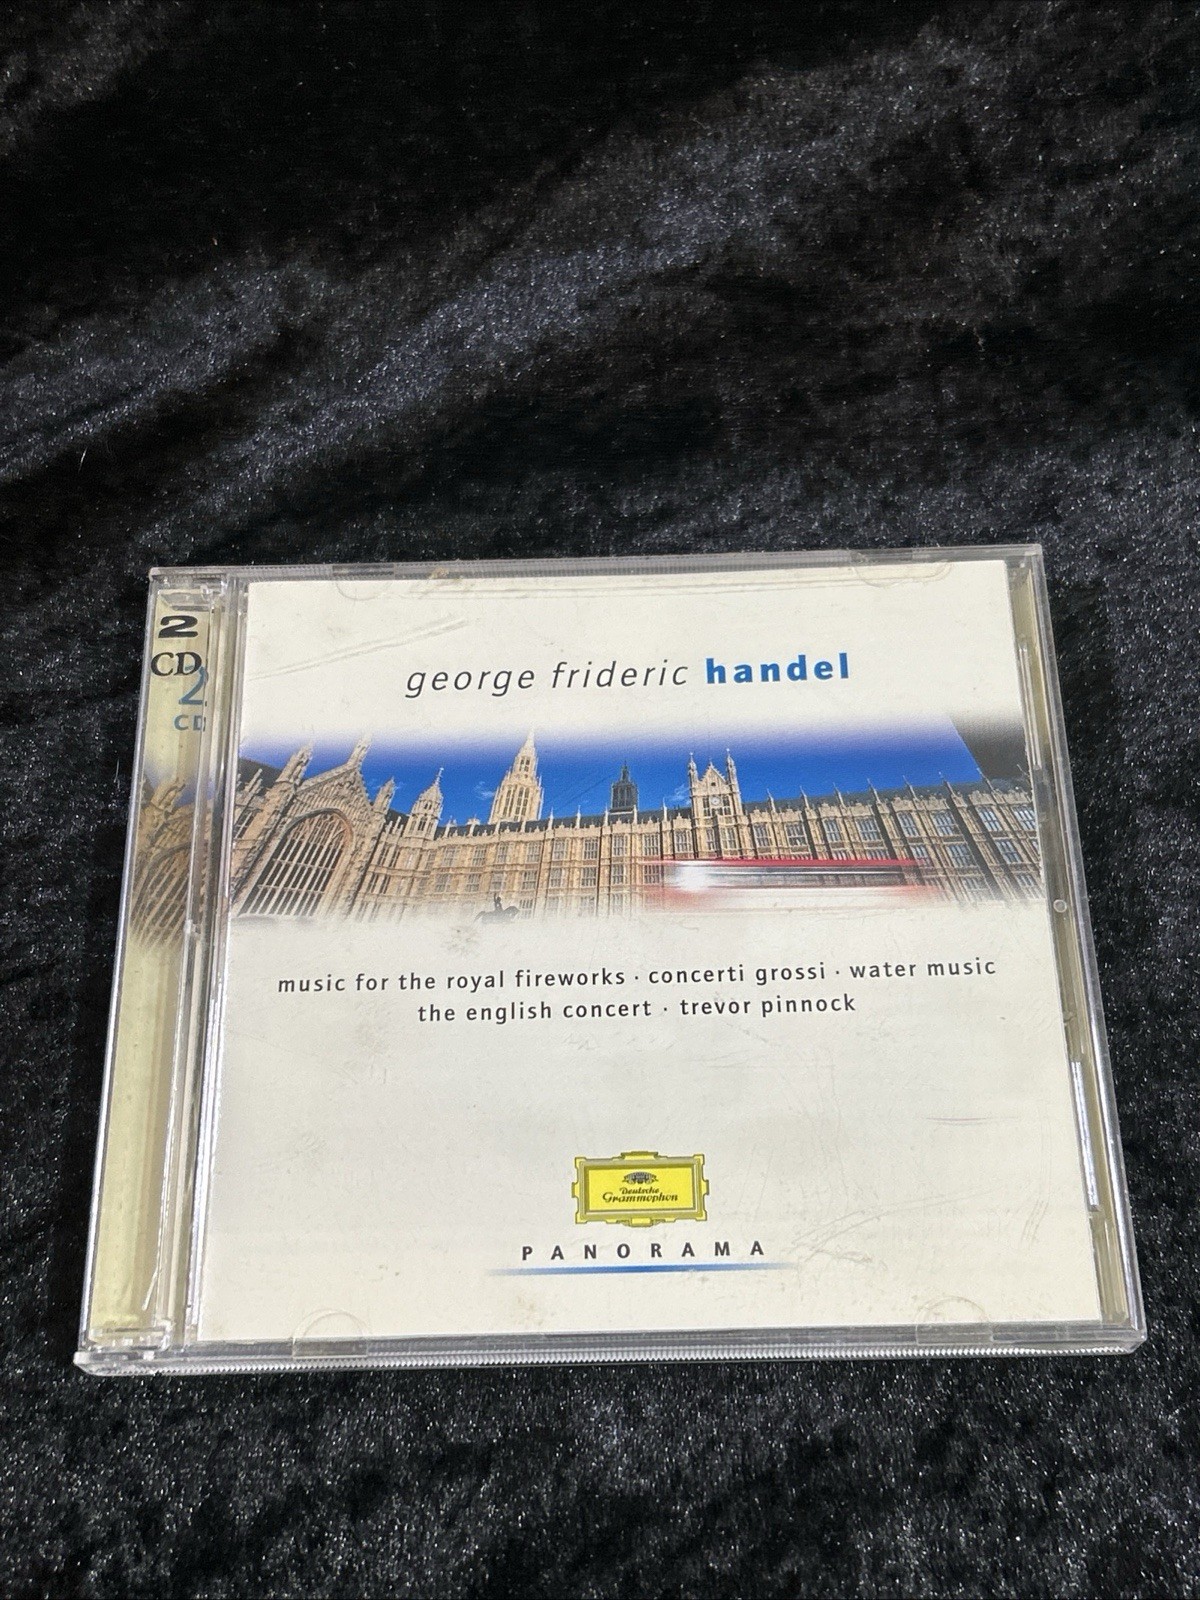 2
CD
2
CD
george frideric handel
music for the royal fireworks · concerti grossi · water music
the english concert · trevor pinnock
Deutsche
Grammophon
PANORAMA